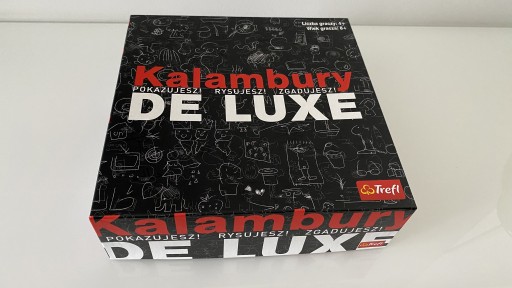 Liczba graczy: 4+
Wiek graczy: 8+
Kalambury
POKAZUJESZ! RYSUJESZ! ZGADUJESZ!
DE LUXE
Trefl
Kalambury
POKAZUJESZ! RYSUJESZ! ZGADUJESZ!
DE LUXE
Trefl